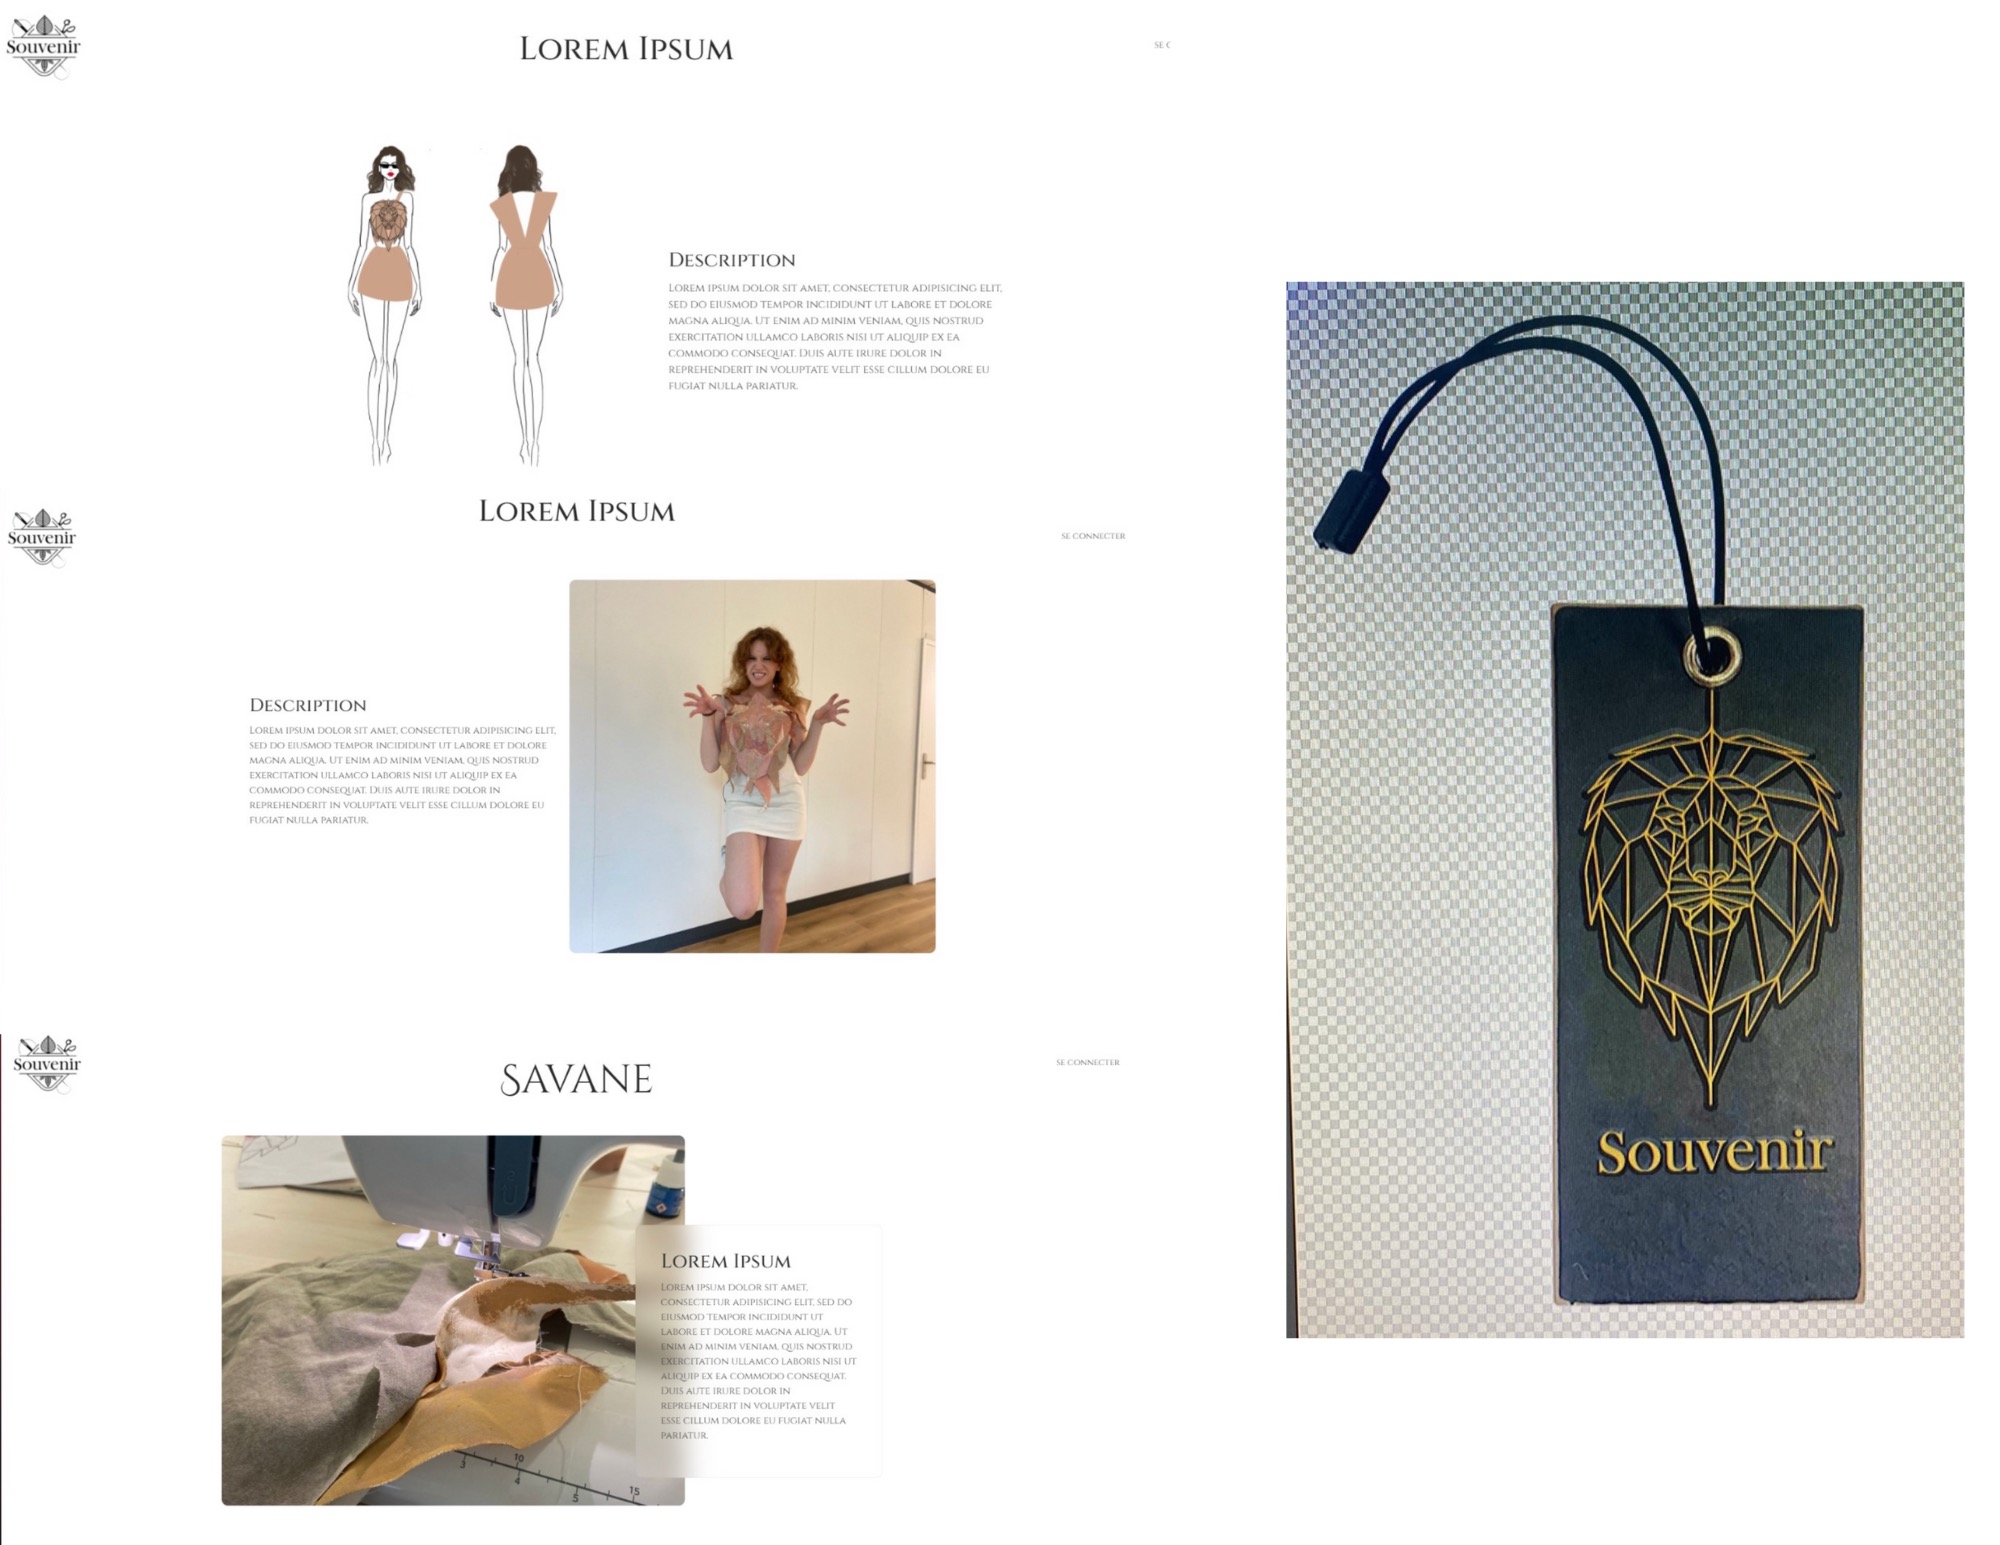 Souvenir
Lorem Ipsum
SE C
Description
Lorem ipsum dolor sit amet, consectetur adipisicing elit,
sed do eiusmod tempor incididunt ut labore et dolore
magna aliqua. Ut enim ad minim veniam, quis nostrud
exercitation ullamco laboris nisi ut aliquip ex ea
commodo consequat. Duis aute irure dolor in
reprehenderit in voluptate velit esse cillum dolore eu
fugiat nulla pariatur.
Souvenir
Lorem Ipsum
SE CONNECTER
Description
Lorem ipsum dolor sit amet, consectetur adipisicing elit,
sed do eiusmod tempor incididunt ut labore et dolore
magna aliqua. Ut enim ad minim veniam, quis nostrud
exercitation ullamco laboris nisi ut aliquip ex ea
commodo consequat. Duis aute irure dolor in
reprehenderit in voluptate velit esse cillum dolore eu
fugiat nulla pariatur.
Souvenir
SAVANE
SE CONNECTER
Lorem Ipsum
Lorem ipsum dolor sit amet,
consectetur adipisicing elit, sed do
eiusmod tempor incididunt ut
labore et dolore magna aliqua. Ut
enim ad minim veniam, quis nostrud
exercitation ullamco laboris nisi ut
aliquip ex ea commodo consequat.
Duis aute irure dolor in
reprehenderit in voluptate velit
esse cillum dolore eu fugiat nulla
pariatur.
3 10 4 5 15
Souvenir